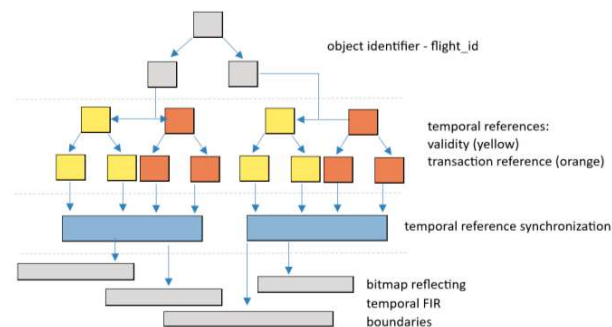 object identifier - flight_id
temporal references:
validity (yellow)
transaction reference (orange)
temporal reference synchronization
bitmap reflecting
temporal FIR
boundaries